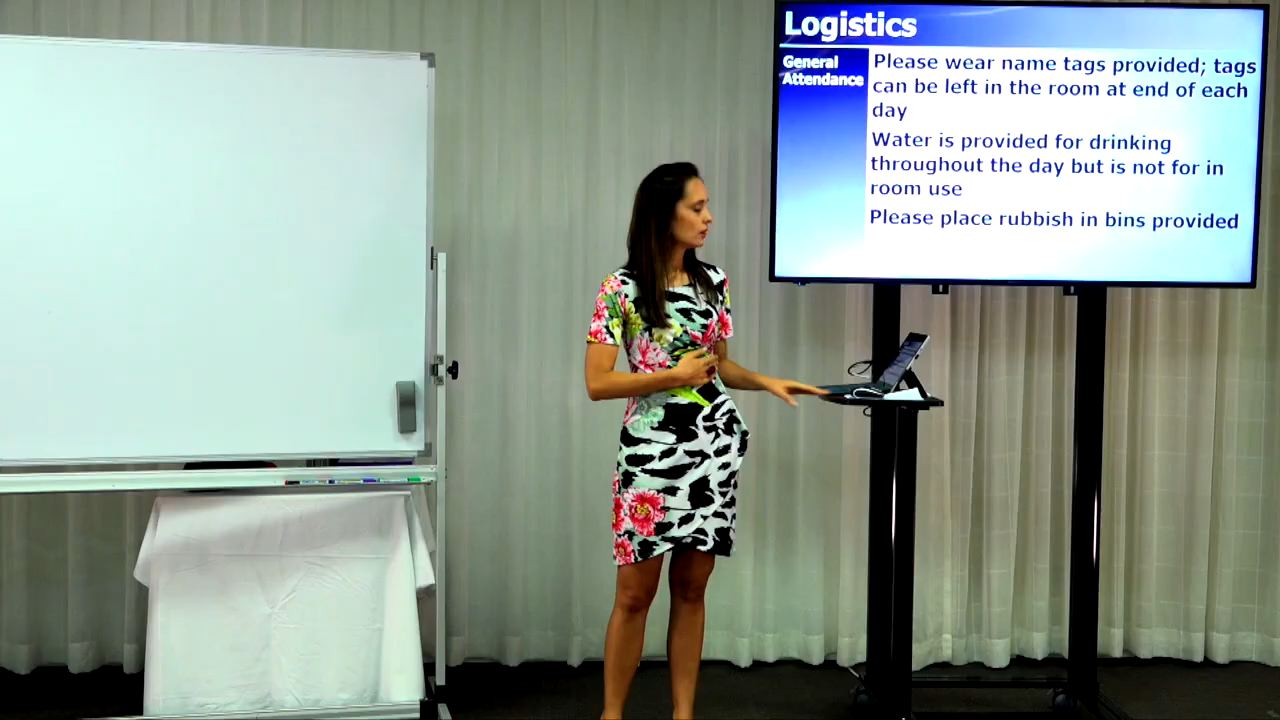 Logistics
General
Attendance
Please wear name tags provided; tags
can be left in the room at end of each
day
Water is provided for drinking
throughout the day but is not for in
room use
Please place rubbish in bins provided